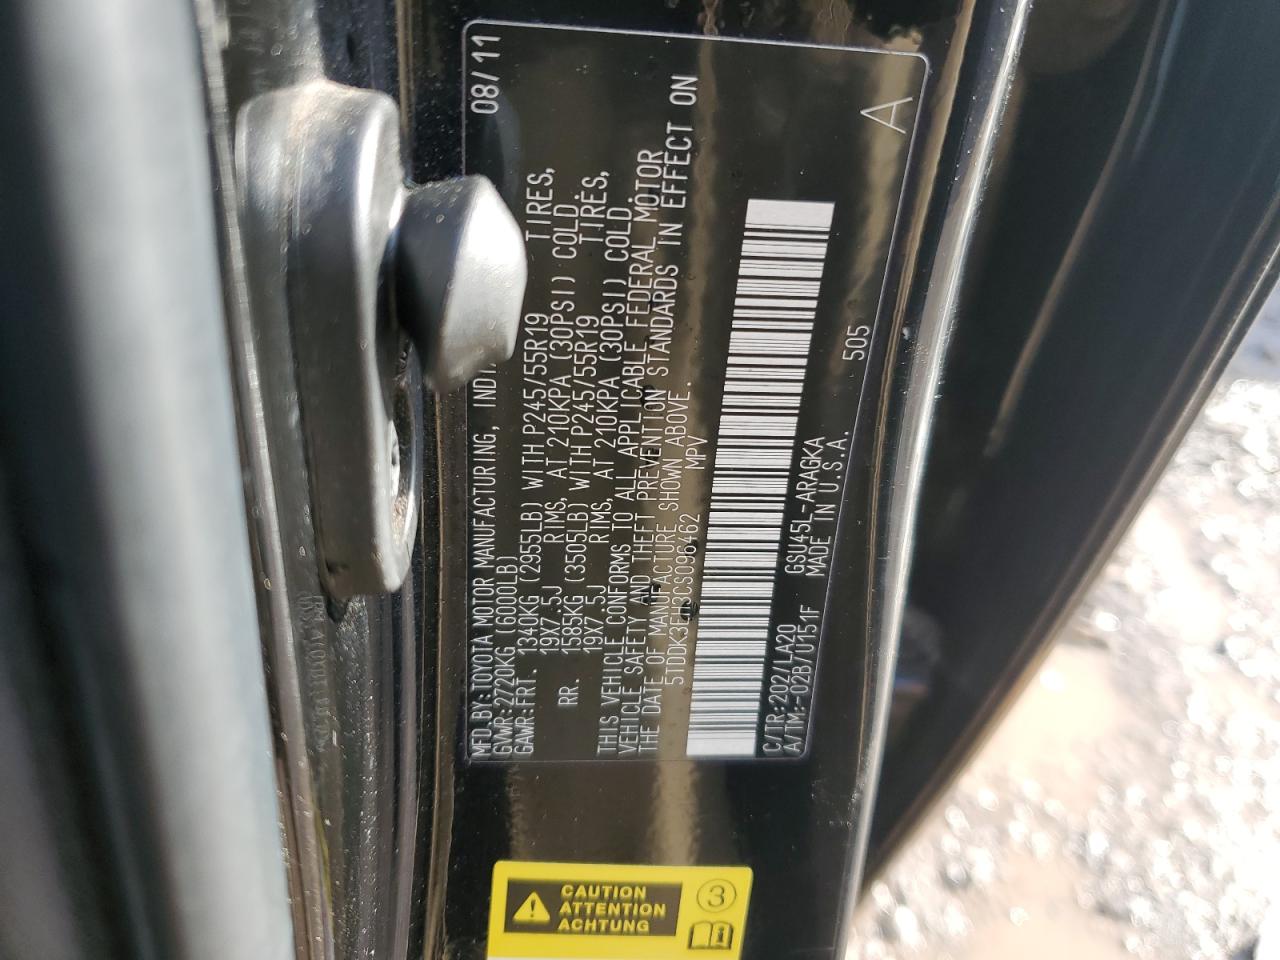 08/11
MFD.BY:TOYOTA MOTOR MANUFACTURING,
GVWR:2720KG (6000LB)
GAWR:FRT. 1340KG (2955LB) WITH P245/55R19 TIRES,
19X7.5J RIMS, AT 210KPA (30PSI) COLD.
RR. 1585KG (3505LB) WITH P245/55R19 TIRES,
19X7.5J RIMS, AT 210KPA (30PSI) COLD.
THIS VEHICLE CONFORMS TO ALL APPLICABLE FEDERAL MOTOR
VEHICLE SAFETY AND THEFT PREVENTION STANDARDS IN EFFECT ON
THE DATE OF MANUFACTURE SHOWN ABOVE.
5TDDK3EH3CS096462 MPV
C/TR:202/LA20 GSU45L-ARAGKA
A/TM:-02B/U151F MADE IN U.S.A. 505
A
CAUTION
ATTENTION
ACHTUNG
3